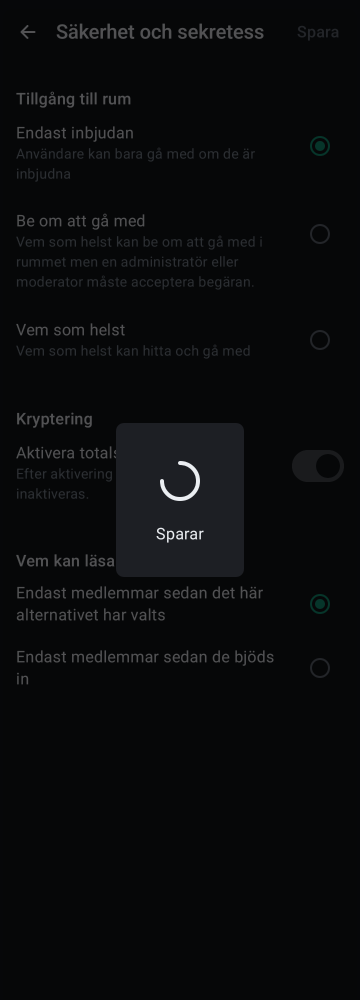 Säkerhet och sekretess
Spara
Tillgång till rum
Endast inbjudan
Användare kan bara gå med om de är
inbjudna
Be om att gå med
Vem som helst kan be om att gå med i
rummet men en administratör eller
moderator måste acceptera begäran.
Vem som helst
Vem som helst kan hitta och gå med
Kryptering
Aktivera totals
Efter aktivering
inaktiveras.
Sparar
Vem kan läsa
Endast medlemmar sedan det här
alternativet har valts
Endast medlemmar sedan de bjöds
in